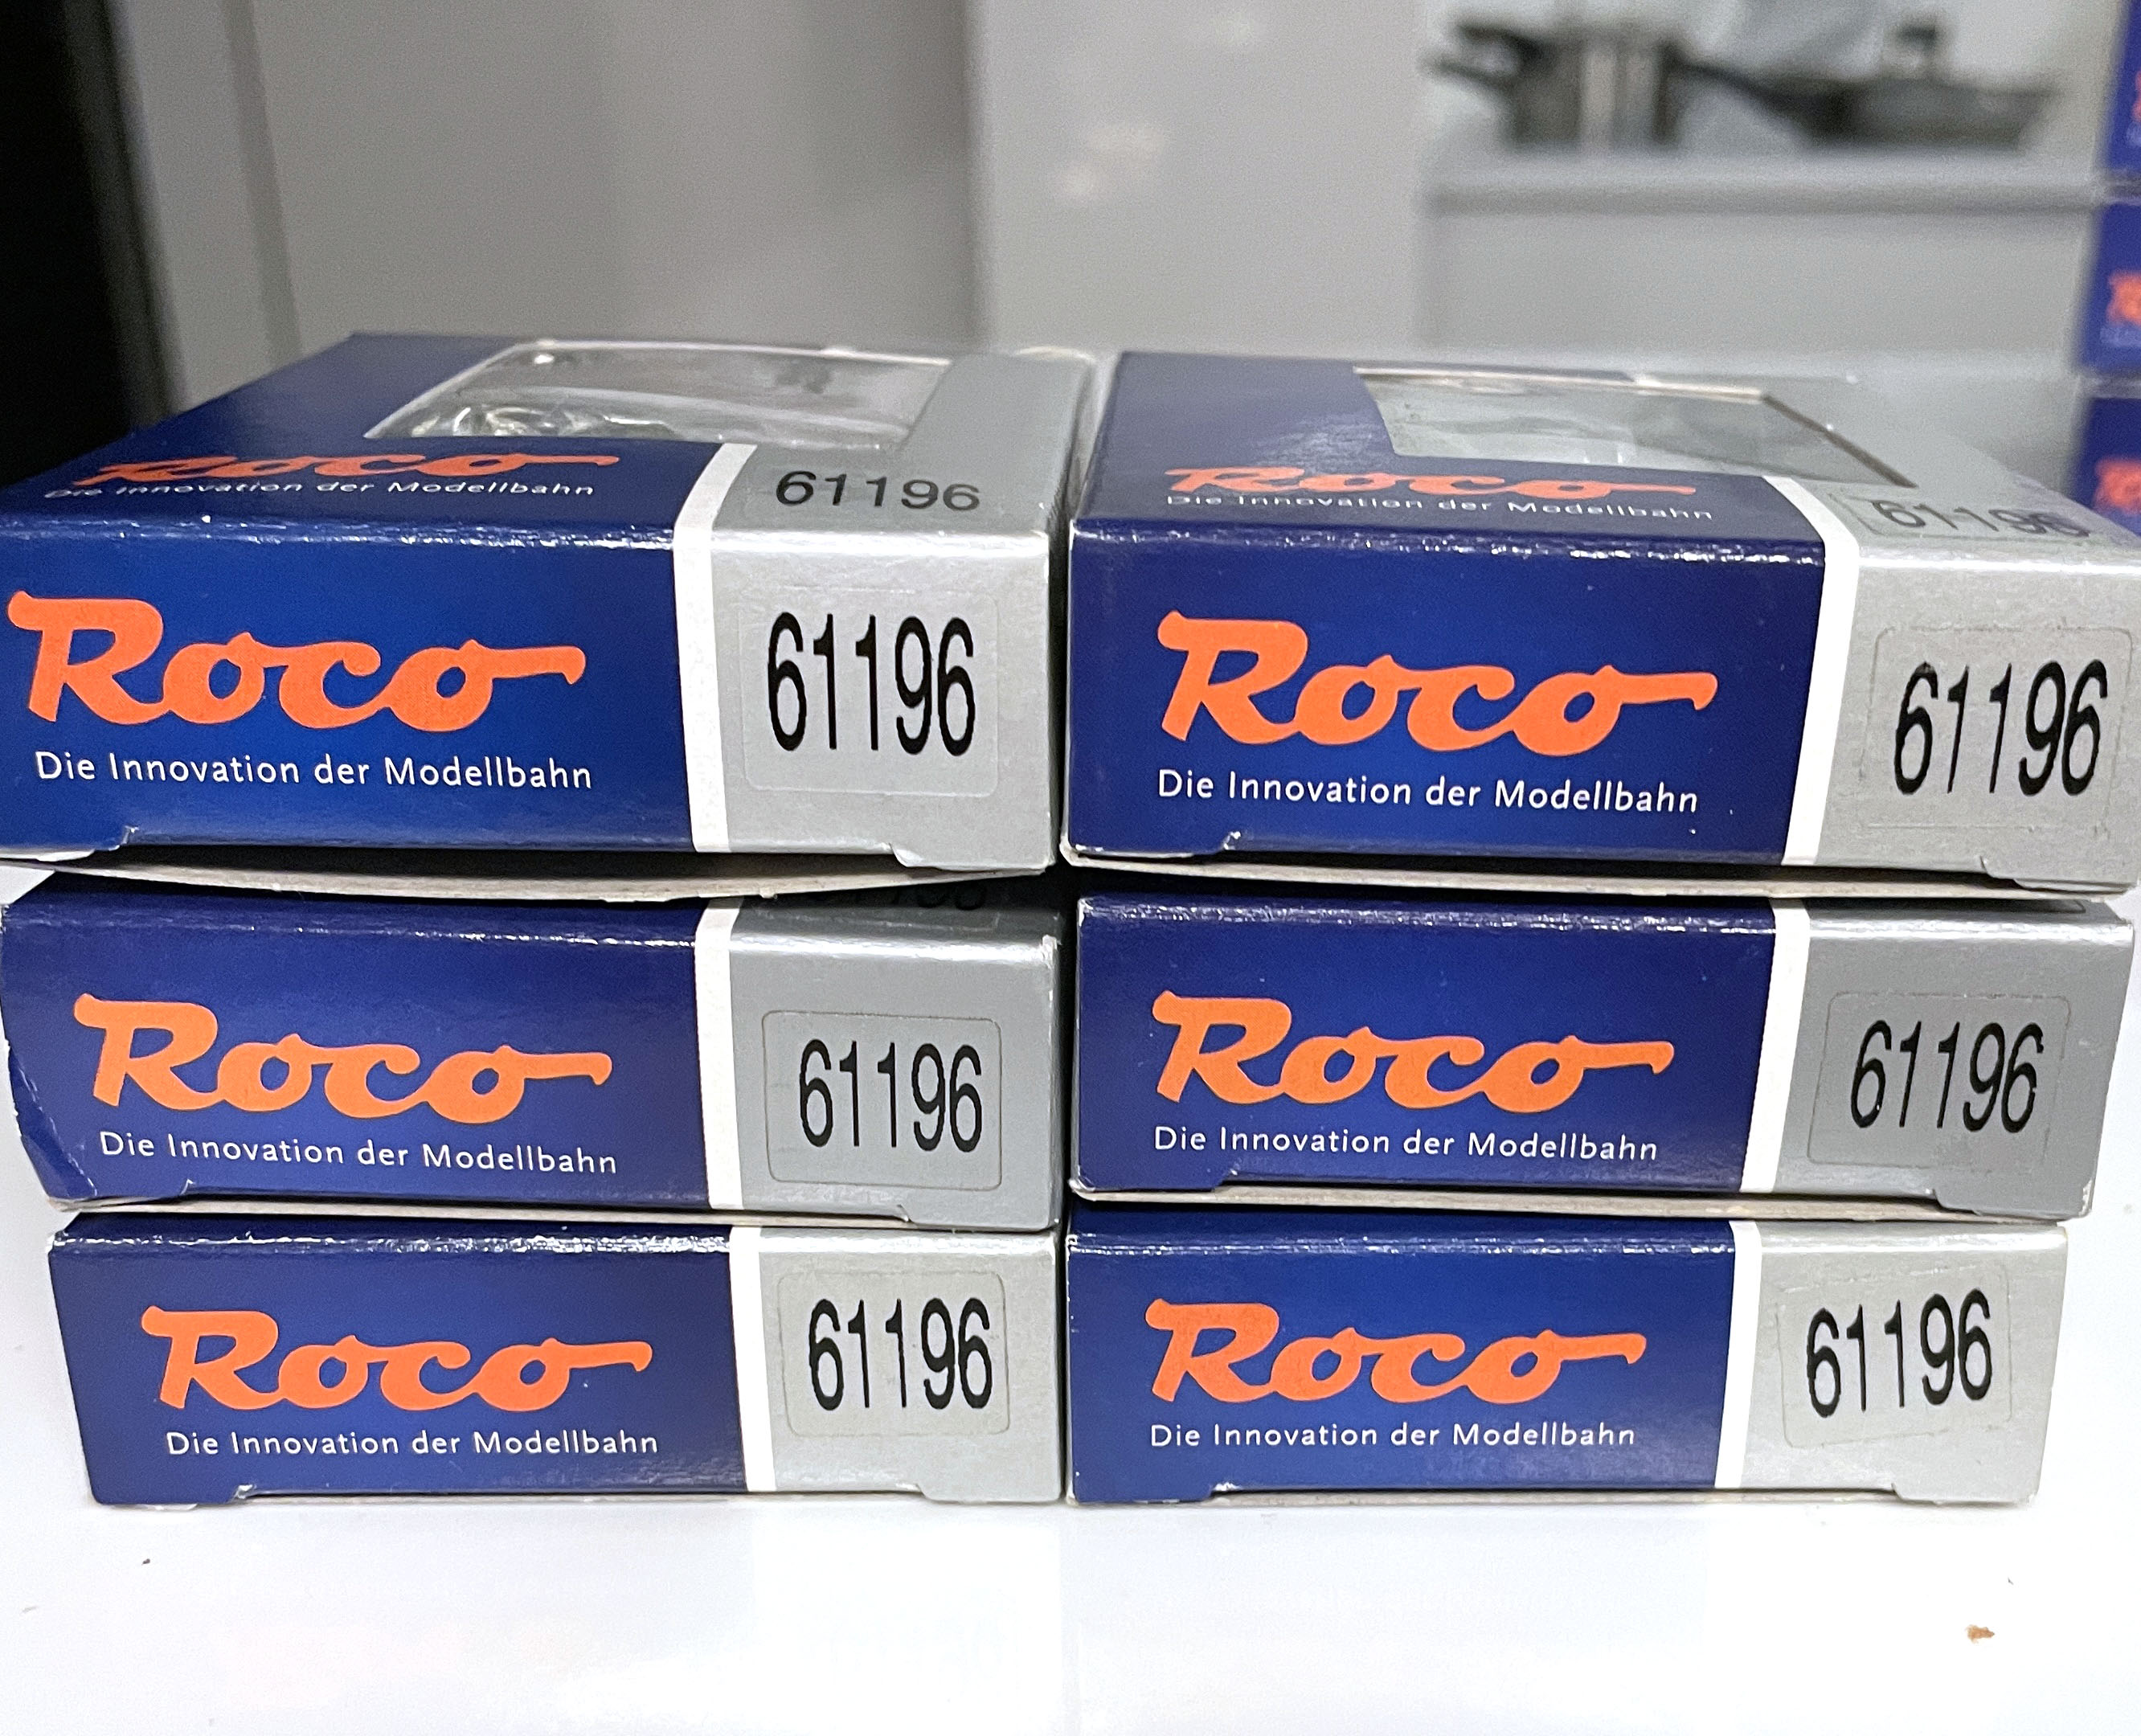 Roco
Die Innovation der Modellbahn
61196
Roco
Die Innovation der Modellbahn
61196
Roco
Die Innovation der Modellbahn
61196
Roco
Die Innovation der Modellbahn
61196
Roco
Die Innovation der Modellbahn
61196
Roco
Die Innovation der Modellbahn
61196
Roco
Die Innovation der Modellbahn
61196
Roco
Die Innovation der Modellbahn
61196